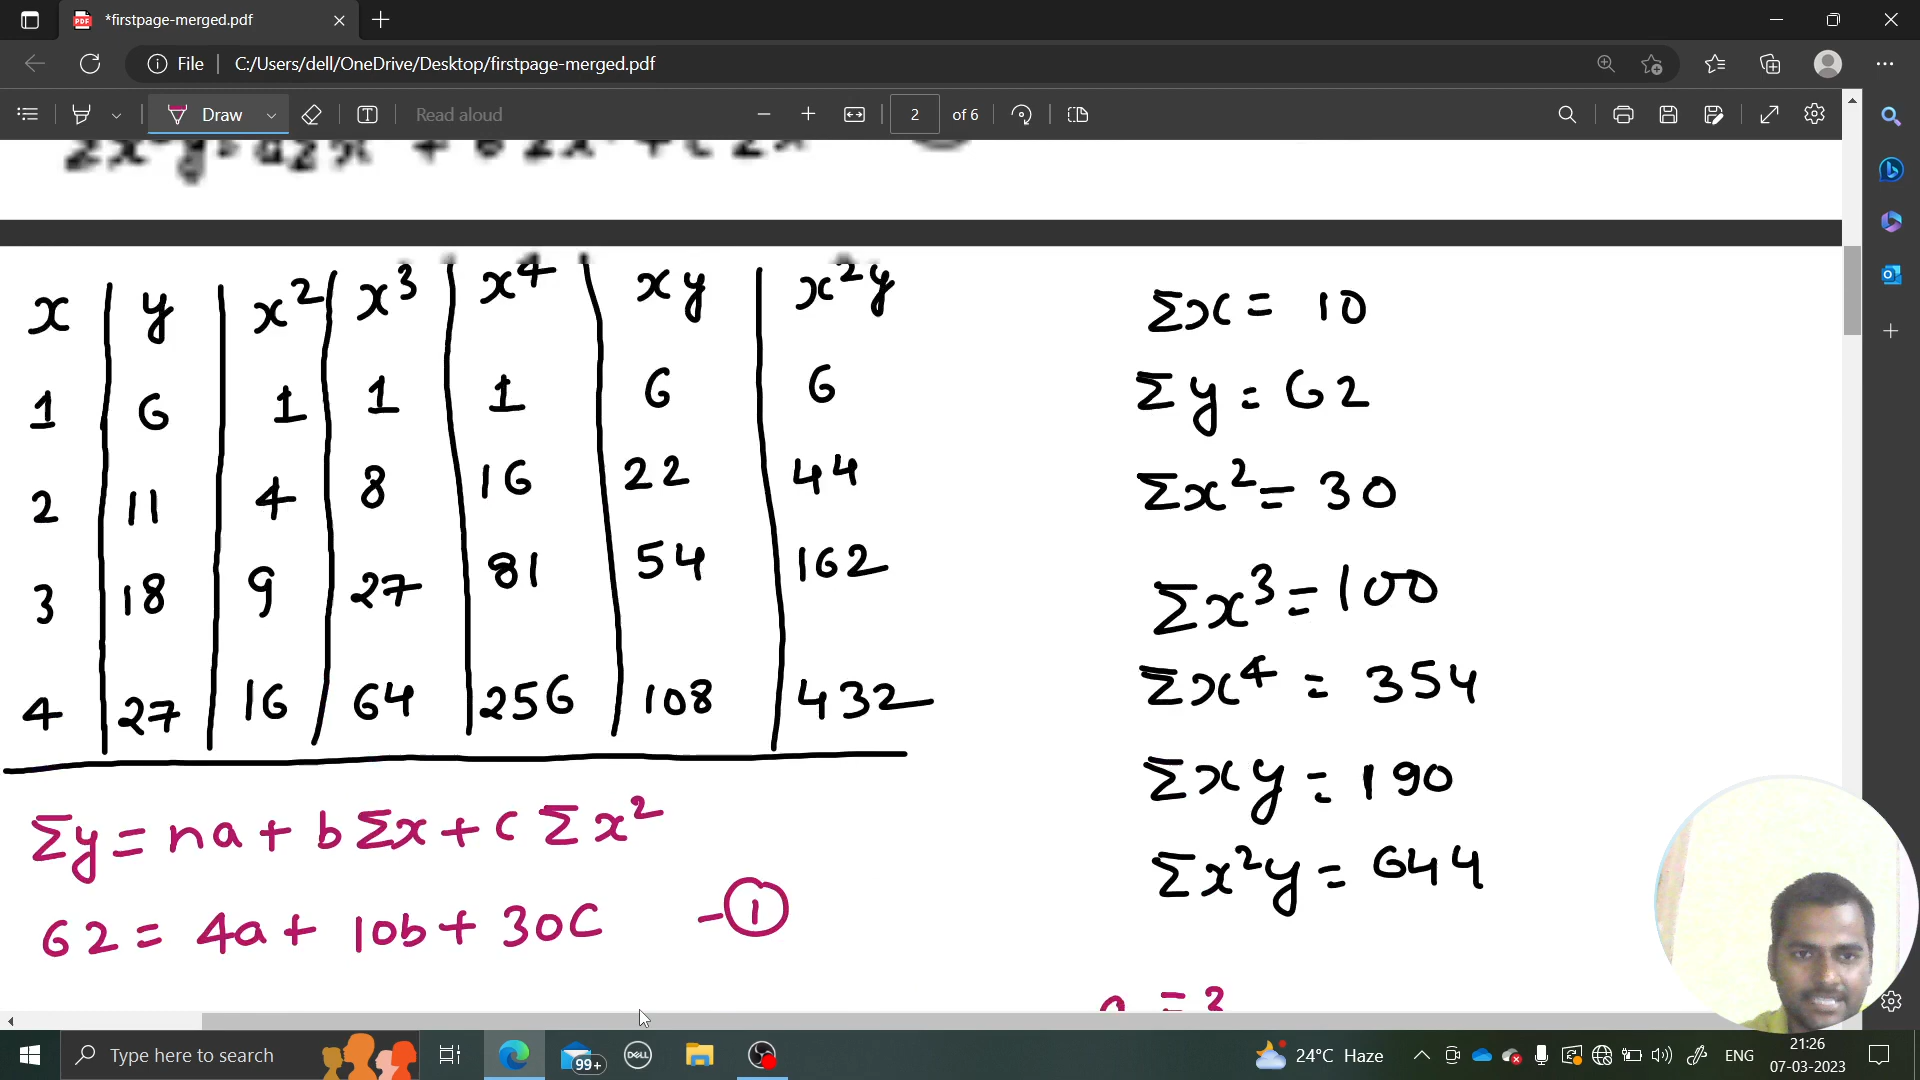 *firstpage-merged.pdf
File
C:/Users/dell/OneDrive/Desktop/firstpage-merged.pdf
Draw
Read aloud
2
of 6
x y x² x³ x⁴ xy x²y
1 6 1 1 1 6 6
2 11 4 8 16 22 44
3 18 9 27 81 54 162
4 27 16 64 256 108 432
Σx = 10
Σy = 62
Σx² = 30
Σx³ = 100
Σx⁴ = 354
Σxy = 190
Σx²y = 644
Σy = na + bΣx + c Σx²
62 = 4a + 10b + 30c - ①
Type here to search
99+
DELL
24°C Haze
ENG
21:26
07-03-2023